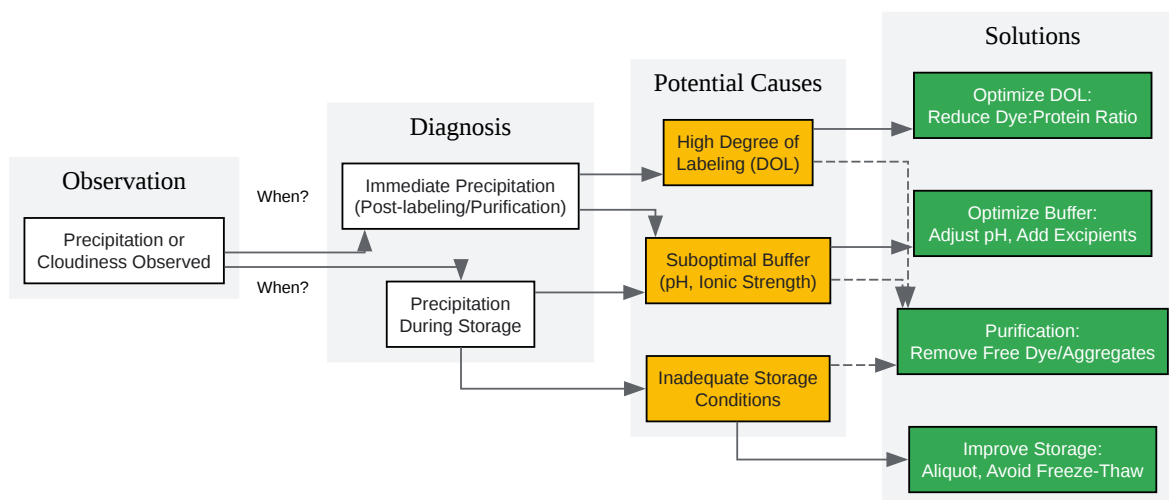 Observation
Precipitation or
Cloudiness Observed
When?
When?
Diagnosis
Immediate Precipitation
(Post-labeling/Purification)
Precipitation
During Storage
Potential Causes
High Degree of
Labeling (DOL)
Suboptimal Buffer
(pH, Ionic Strength)
Inadequate Storage
Conditions
Solutions
Optimize DOL:
Reduce Dye:Protein Ratio
Optimize Buffer:
Adjust pH, Add Excipients
Purification:
Remove Free Dye/Aggregates
Improve Storage:
Aliquot, Avoid Freeze-Thaw